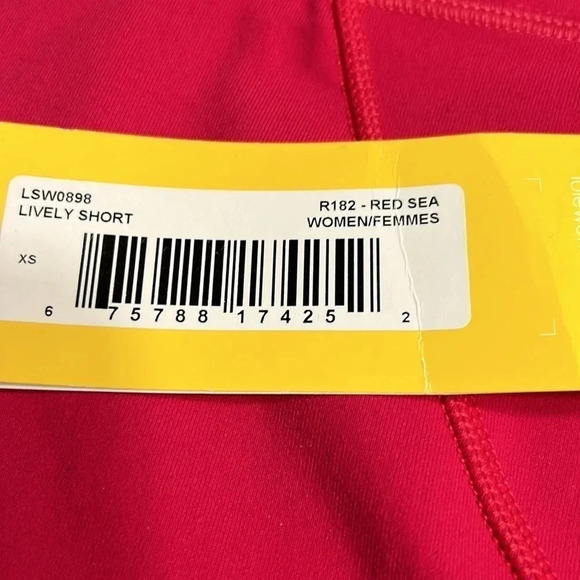 LSW0898
LIVELY SHORT
R182 - RED SEA
WOMEN/FEMMES
XS
6 75788 17425 2